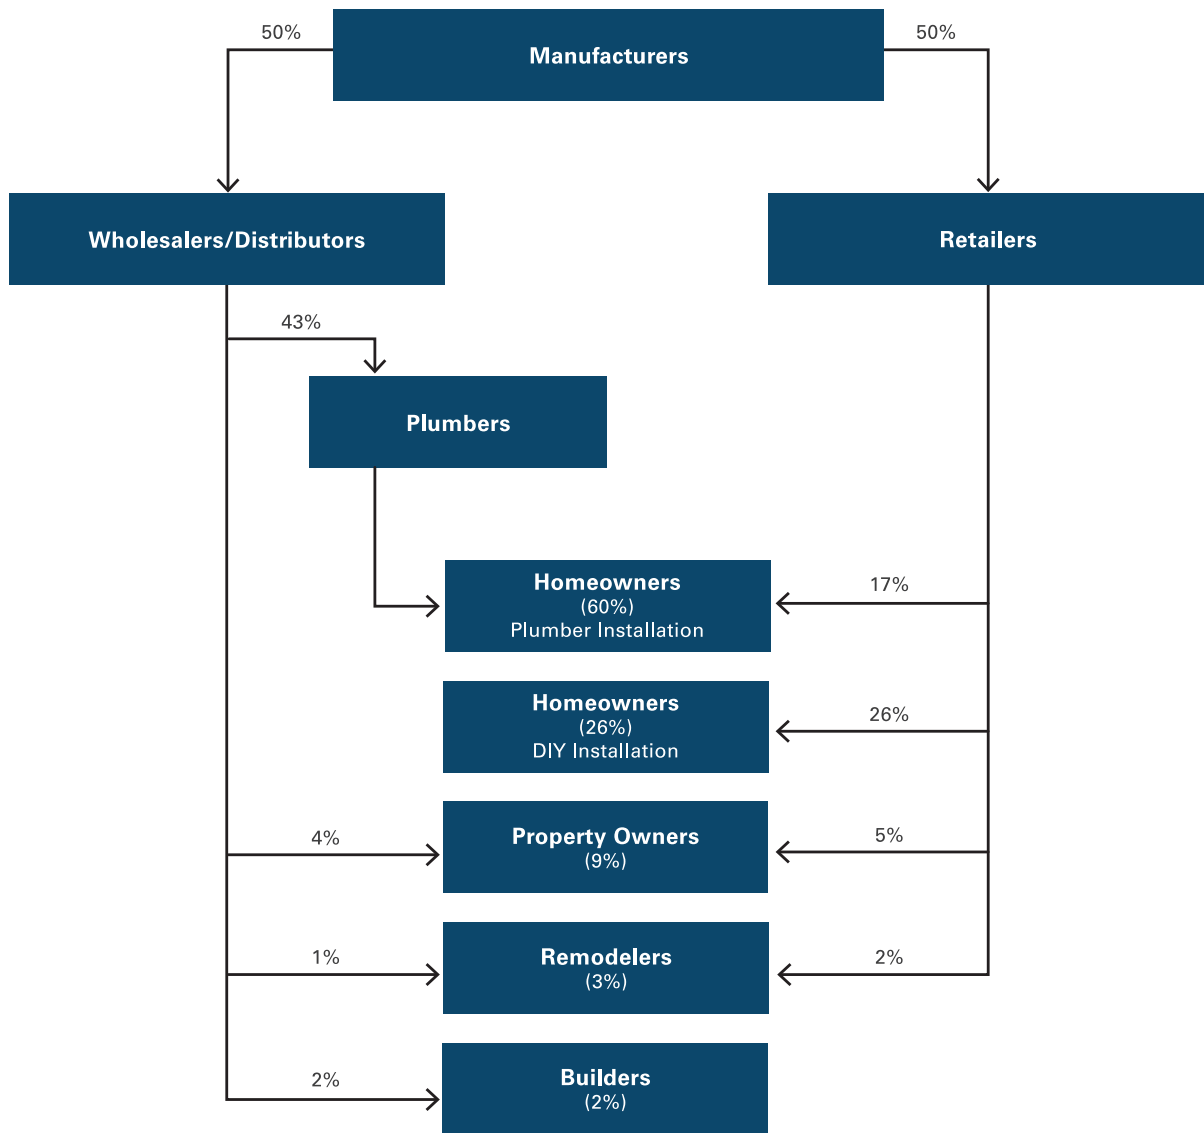 50%
Manufacturers
50%
Wholesalers/Distributors
Retailers
43%
Plumbers
Homeowners
(60%)
Plumber Installation
17%
Homeowners
(26%)
DIY Installation
26%
4%
Property Owners
(9%)
5%
1%
Remodelers
(3%)
2%
2%
Builders
(2%)